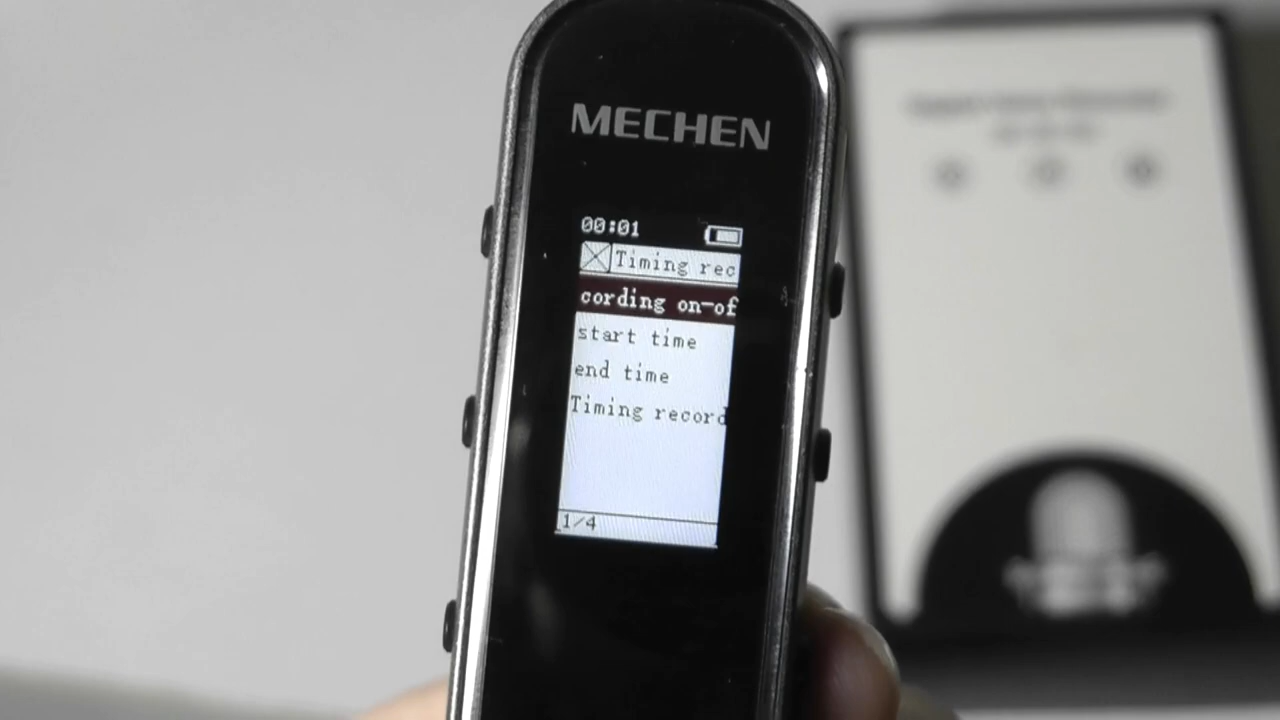 MECHEN
00:01
Timing rec
cording on-of
start time
end time
Timing record
1/4